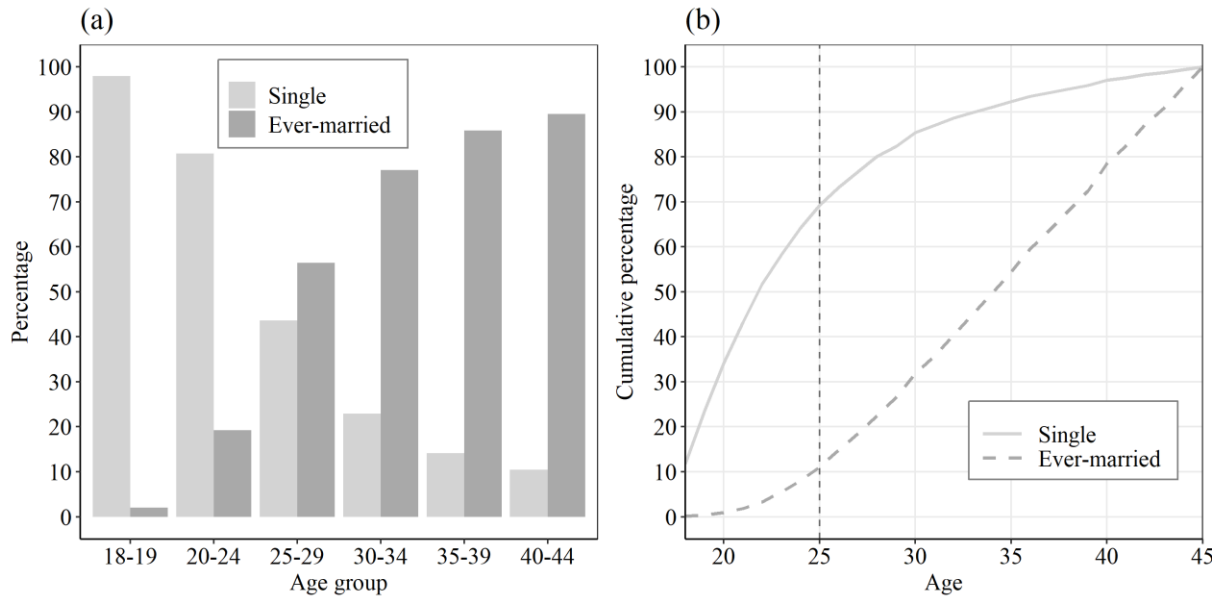 (a)
Percentage
100
90
80
70
60
50
40
30
20
10
0
Single
Ever-married
18-19 20-24 25-29 30-34 35-39 40-44
Age group
(b)
Cumulative percentage
100
90
80
70
60
50
40
30
20
10
0
Single
Ever-married
20 25 30 35 40 45
Age